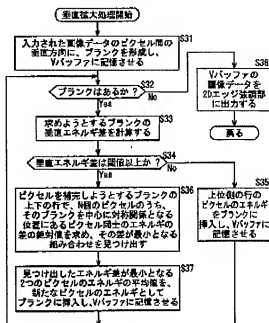 垂直拡大処理開始
S31
入力された画像データのピクセル間の
垂直方向に、ブランクを形成し、
Vバッファに記憶させる
S32
ブランクはあるか?
No
Yes
S33
求めようとするブランクの
垂直エネルギ差を計算する
S34
垂直エネルギ差は閾値以上か?
No
Yes
S36
ピクセルを補完しようとするブランクの
上下の行で、N個のピクセルのうち、
そのブランクを中心に対称関係となる
位置にあるピクセル同士のエネルギの
差の絶対値を求め、その差が最小となる
組み合わせを見つけ出す
S37
見つけ出したエネルギ差が最小となる
2つのピクセルのエネルギの平均値を、
新たなピクセルのエネルギとして
ブランクに挿入し、Vバッファに記憶させる
S38
Vバッファの
画像データを
2Dエッジ強調部
に出力する
戻る
S35
上位側の行の
ピクセルのエネルギ
をブランクに
挿入し、Vバッファに
記憶させる